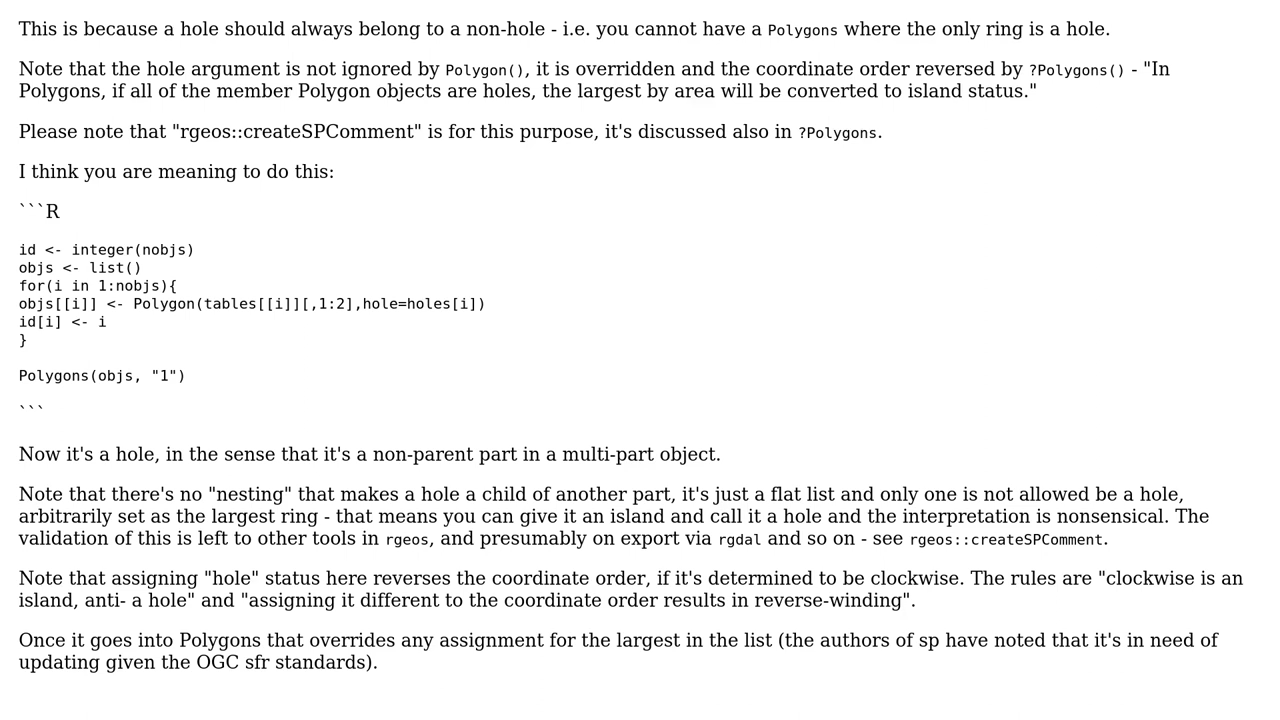 This is because a hole should always belong to a non-hole - i.e. you cannot have a Polygons where the only ring is a hole.
Note that the hole argument is not ignored by Polygon(), it is overridden and the coordinate order reversed by ?Polygons() - "In
Polygons, if all of the member Polygon objects are holes, the largest by area will be converted to island status."
Please note that "rgeos::createSPComment" is for this purpose, it's discussed also in ?Polygons.
I think you are meaning to do this:
```R
id <- integer(nobjs)
objs <- list()
for(i in 1:nobjs){
objs[[i]] <- Polygon(tables[[i]][,1:2],hole=holes[i])
id[i] <- i
}
Polygons(objs, "1")
```
Now it's a hole, in the sense that it's a non-parent part in a multi-part object.
Note that there's no "nesting" that makes a hole a child of another part, it's just a flat list and only one is not allowed be a hole,
arbitrarily set as the largest ring - that means you can give it an island and call it a hole and the interpretation is nonsensical. The
validation of this is left to other tools in rgeos, and presumably on export via rgdal and so on - see rgeos::createSPComment.
Note that assigning "hole" status here reverses the coordinate order, if it's determined to be clockwise. The rules are "clockwise is an
island, anti- a hole" and "assigning it different to the coordinate order results in reverse-winding".
Once it goes into Polygons that overrides any assignment for the largest in the list (the authors of sp have noted that it's in need of
updating given the OGC sfr standards).